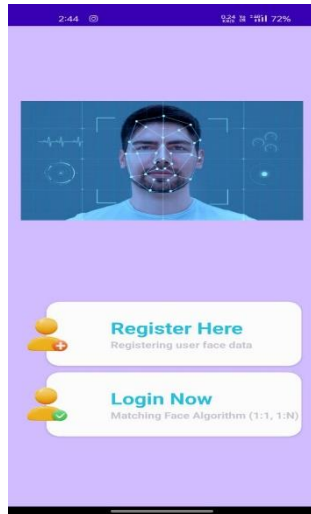 2:44
72%
Register Here
Registering user face data
Login Now
Matching Face Algorithm (1:1, 1:N)